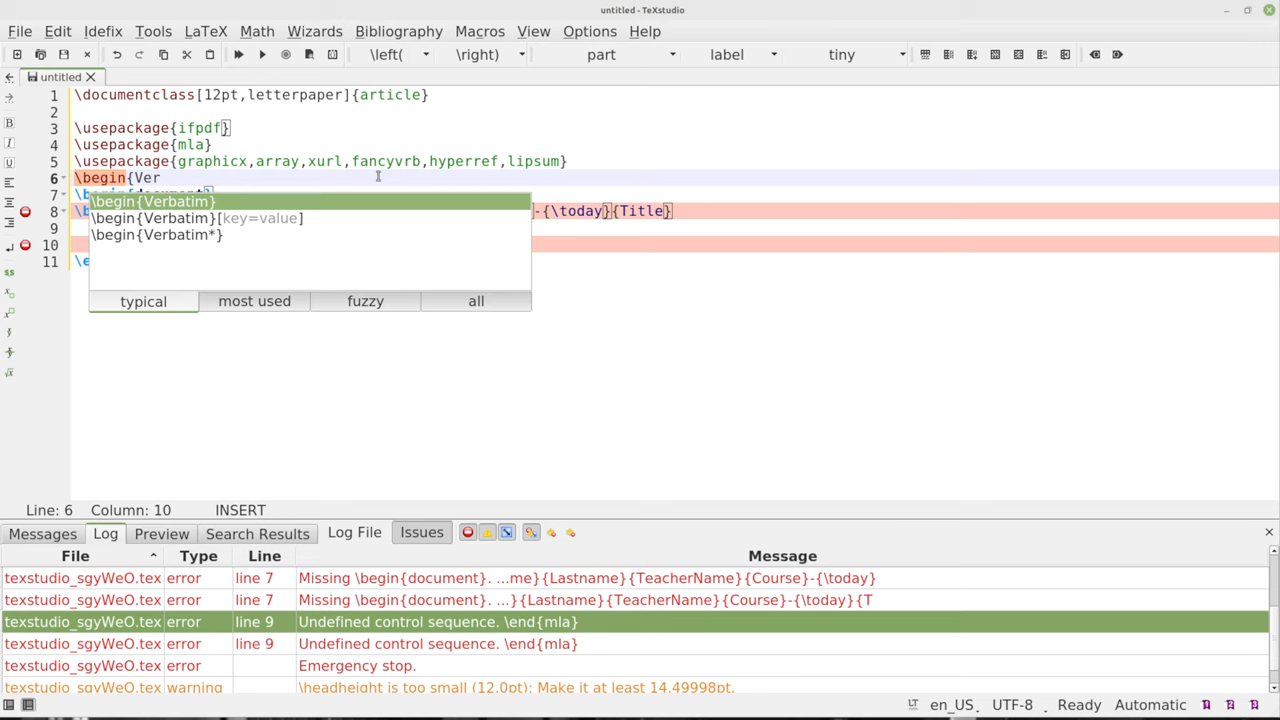 untitled - TeXstudio
File Edit Idefix Tools LaTeX Math Wizards Bibliography Macros View Options Help
\left( \right) part label tiny
untitled
1 \documentclass[12pt,letterpaper]{article}
2
3 \usepackage{ifpdf}
4 \usepackage{mla}
5 \usepackage{graphicx,array,xurl,fancyvrb,hyperref,lipsum}
6 \begin{Ver
7
\begin{Verbatim}
8 -{\today}{Title}
\begin{Verbatim}[key=value]
9 \begin{Verbatim*}
10
11 \e
typical most used fuzzy all
Line: 6 Column: 10 INSERT
Messages Log Preview Search Results Log File Issues
File Type Line Message
texstudio_sgyWeO.tex error line 7 Missing \begin{document}. ...me}{Lastname}{TeacherName}{Course}-{\today}
texstudio_sgyWeO.tex error line 7 Missing \begin{document}. ...}{Lastname}{TeacherName}{Course}-{\today}{T
texstudio_sgyWeO.tex error line 9 Undefined control sequence. \end{mla}
texstudio_sgyWeO.tex error line 9 Undefined control sequence. \end{mla}
texstudio_sgyWeO.tex error Emergency stop.
texstudio_sgyWeO.tex warning \headheight is too small (12.0pt): Make it at least 14.49998pt.
en_US UTF-8 Ready Automatic